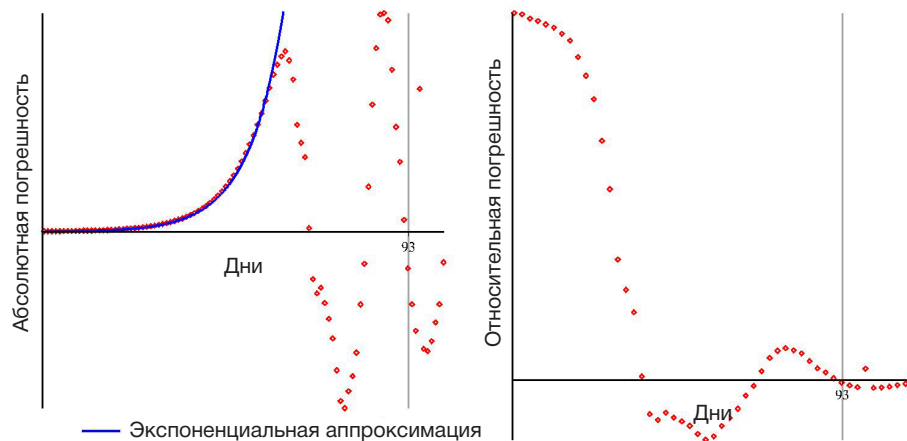 Абсолютная погрешность
Дни
93
Экспоненциальная аппроксимация
Относительная погрешность
Дни
93